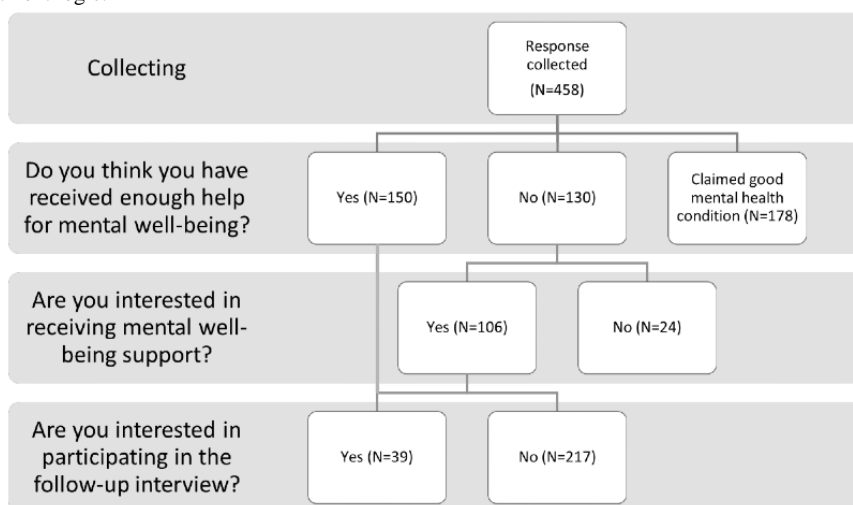 Collecting
Response
collected
(N=458)
Do you think you have
received enough help
for mental well-being?
Yes (N=150)
No (N=130)
Claimed good
mental health
condition (N=178)
Are you interested in
receiving mental well-
being support?
Yes (N=106)
No (N=24)
Are you interested in
participating in the
follow-up interview?
Yes (N=39)
No (N=217)